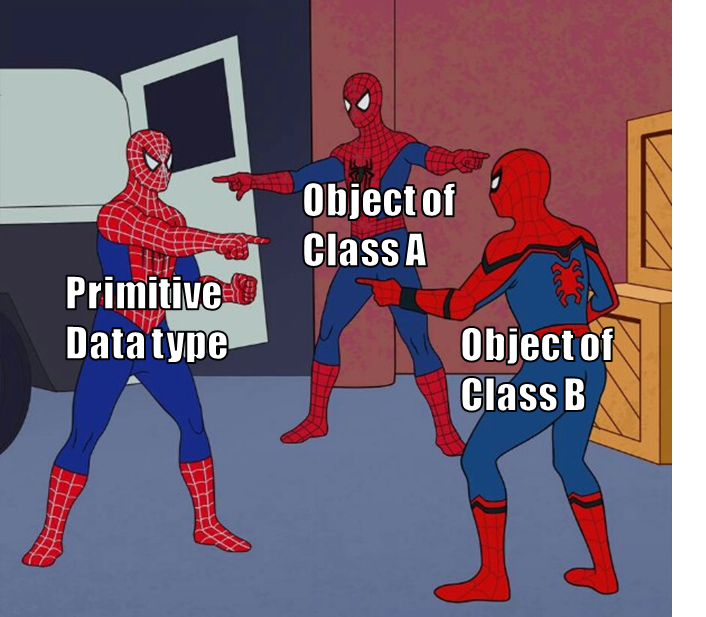 Object of
Class A
Primitive
Data type
Object of
Class B